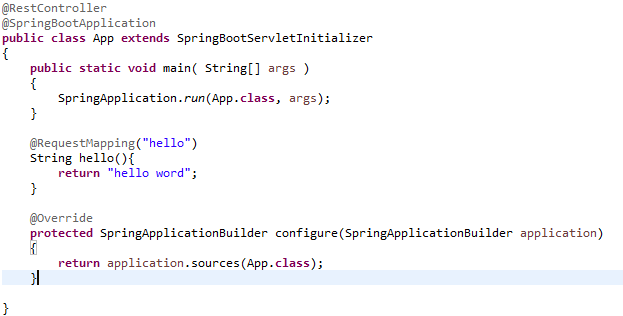 @RestController
@SpringBootApplication
public class App extends SpringBootServletInitializer
{
    public static void main( String[] args )
    {
        SpringApplication.run(App.class, args);
    }

    @RequestMapping("hello")
    String hello(){
        return "hello word";
    }

    @Override
    protected SpringApplicationBuilder configure(SpringApplicationBuilder application)
    {
        return application.sources(App.class);
    }

}